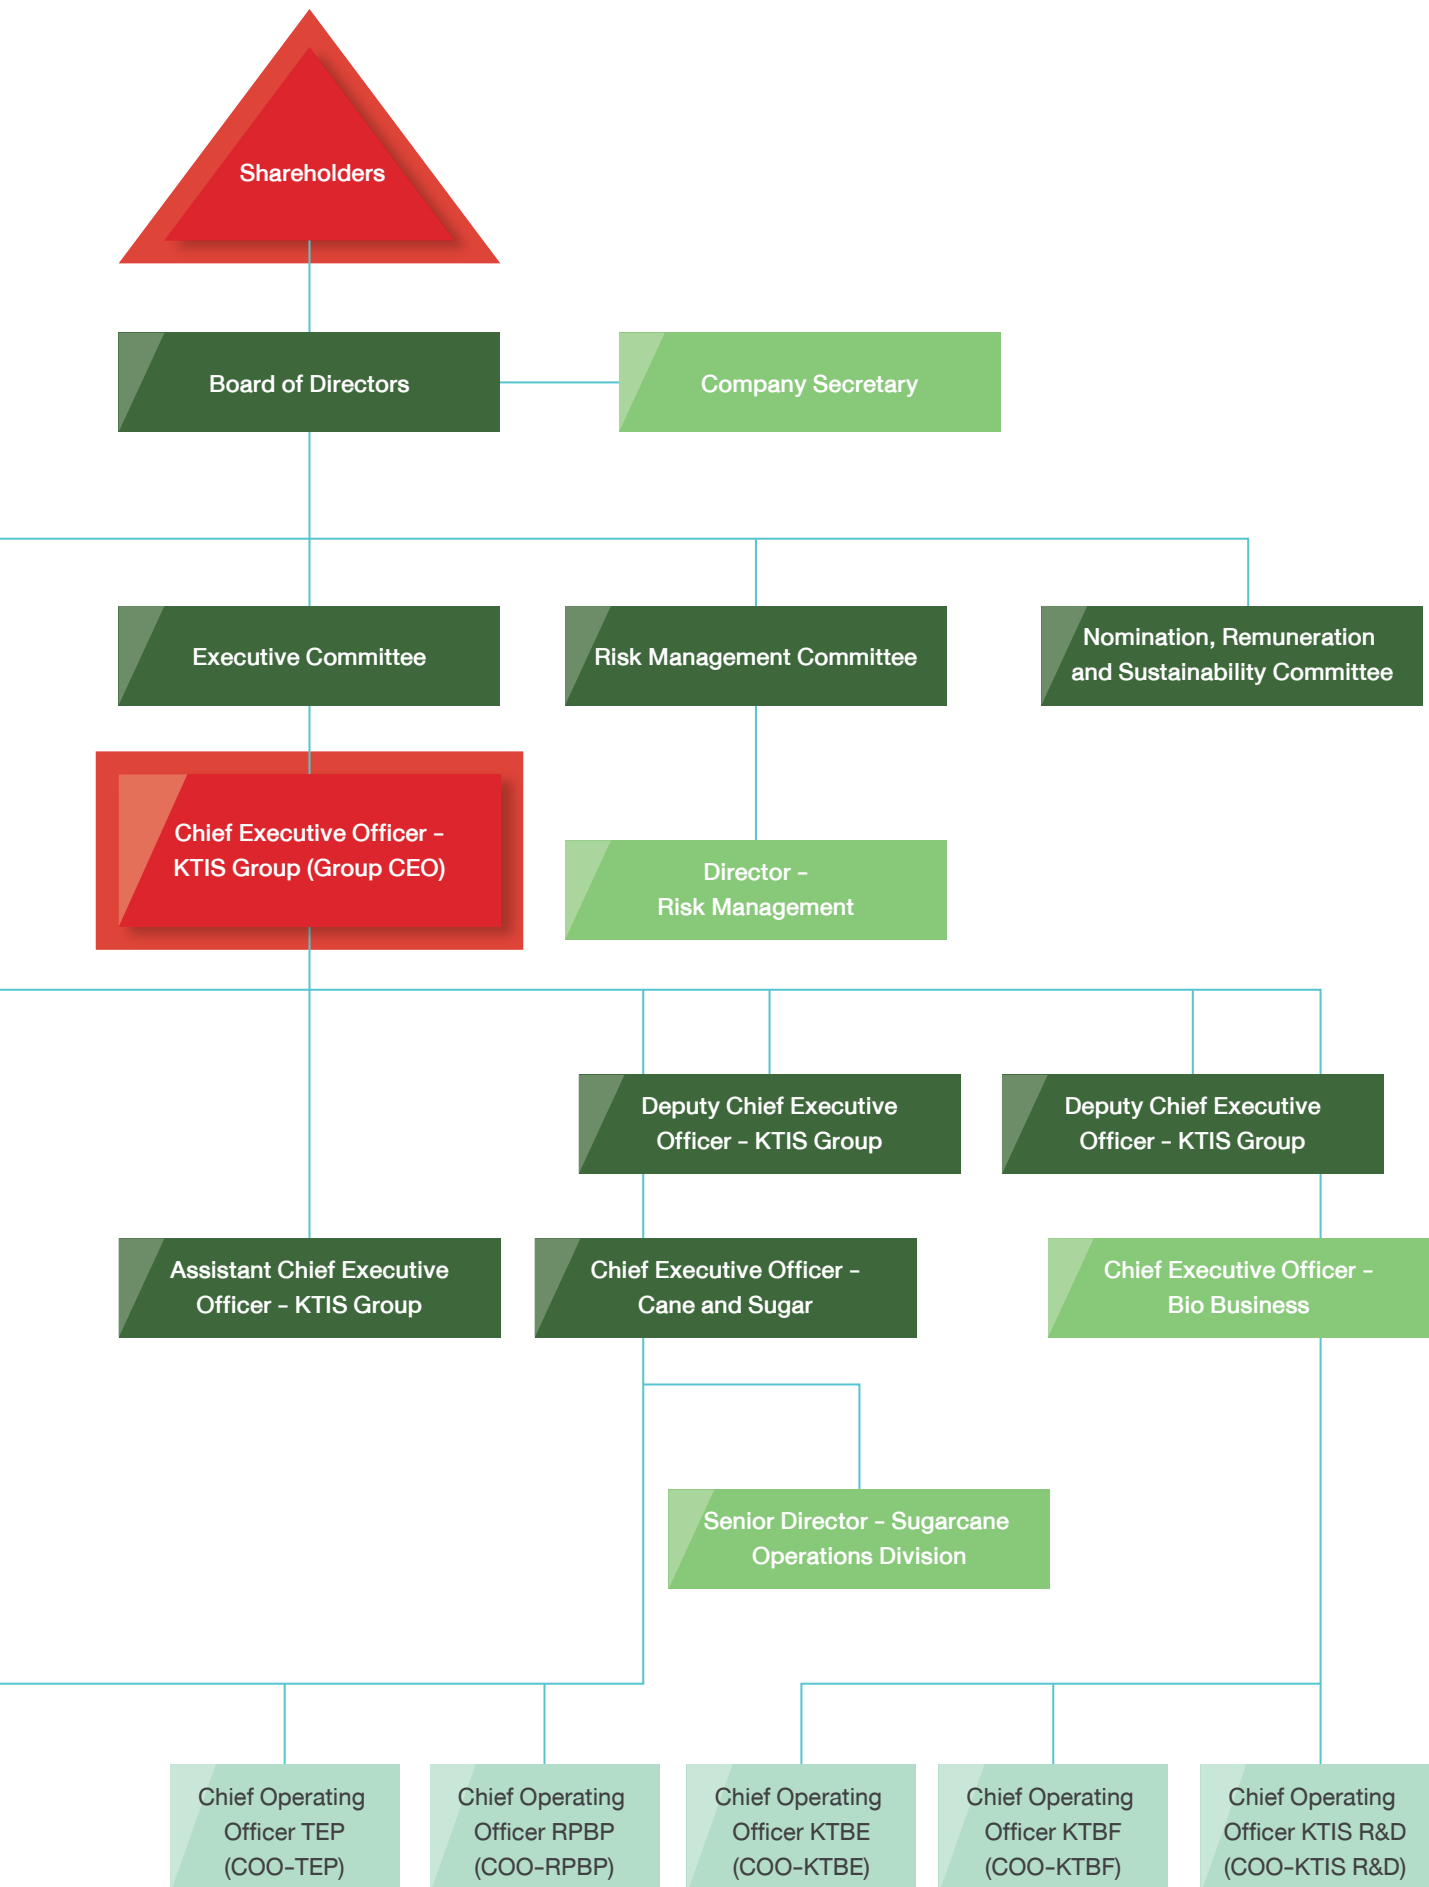 Shareholders
Board of Directors
Company Secretary
Executive Committee
Risk Management Committee
Nomination, Remuneration
and Sustainability Committee
Chief Executive Officer -
KTIS Group (Group CEO)
Director -
Risk Management
Deputy Chief Executive
Officer - KTIS Group
Deputy Chief Executive
Officer - KTIS Group
Assistant Chief Executive
Officer - KTIS Group
Chief Executive Officer -
Cane and Sugar
Chief Executive Officer -
Bio Business
Senior Director - Sugarcane
Operations Division
Chief Operating
Officer TEP
(COO-TEP)
Chief Operating
Officer RPBP
(COO-RPBP)
Chief Operating
Officer KTBE
(COO-KTBE)
Chief Operating
Officer KTBF
(COO-KTBF)
Chief Operating
Officer KTIS R&D
(COO-KTIS R&D)